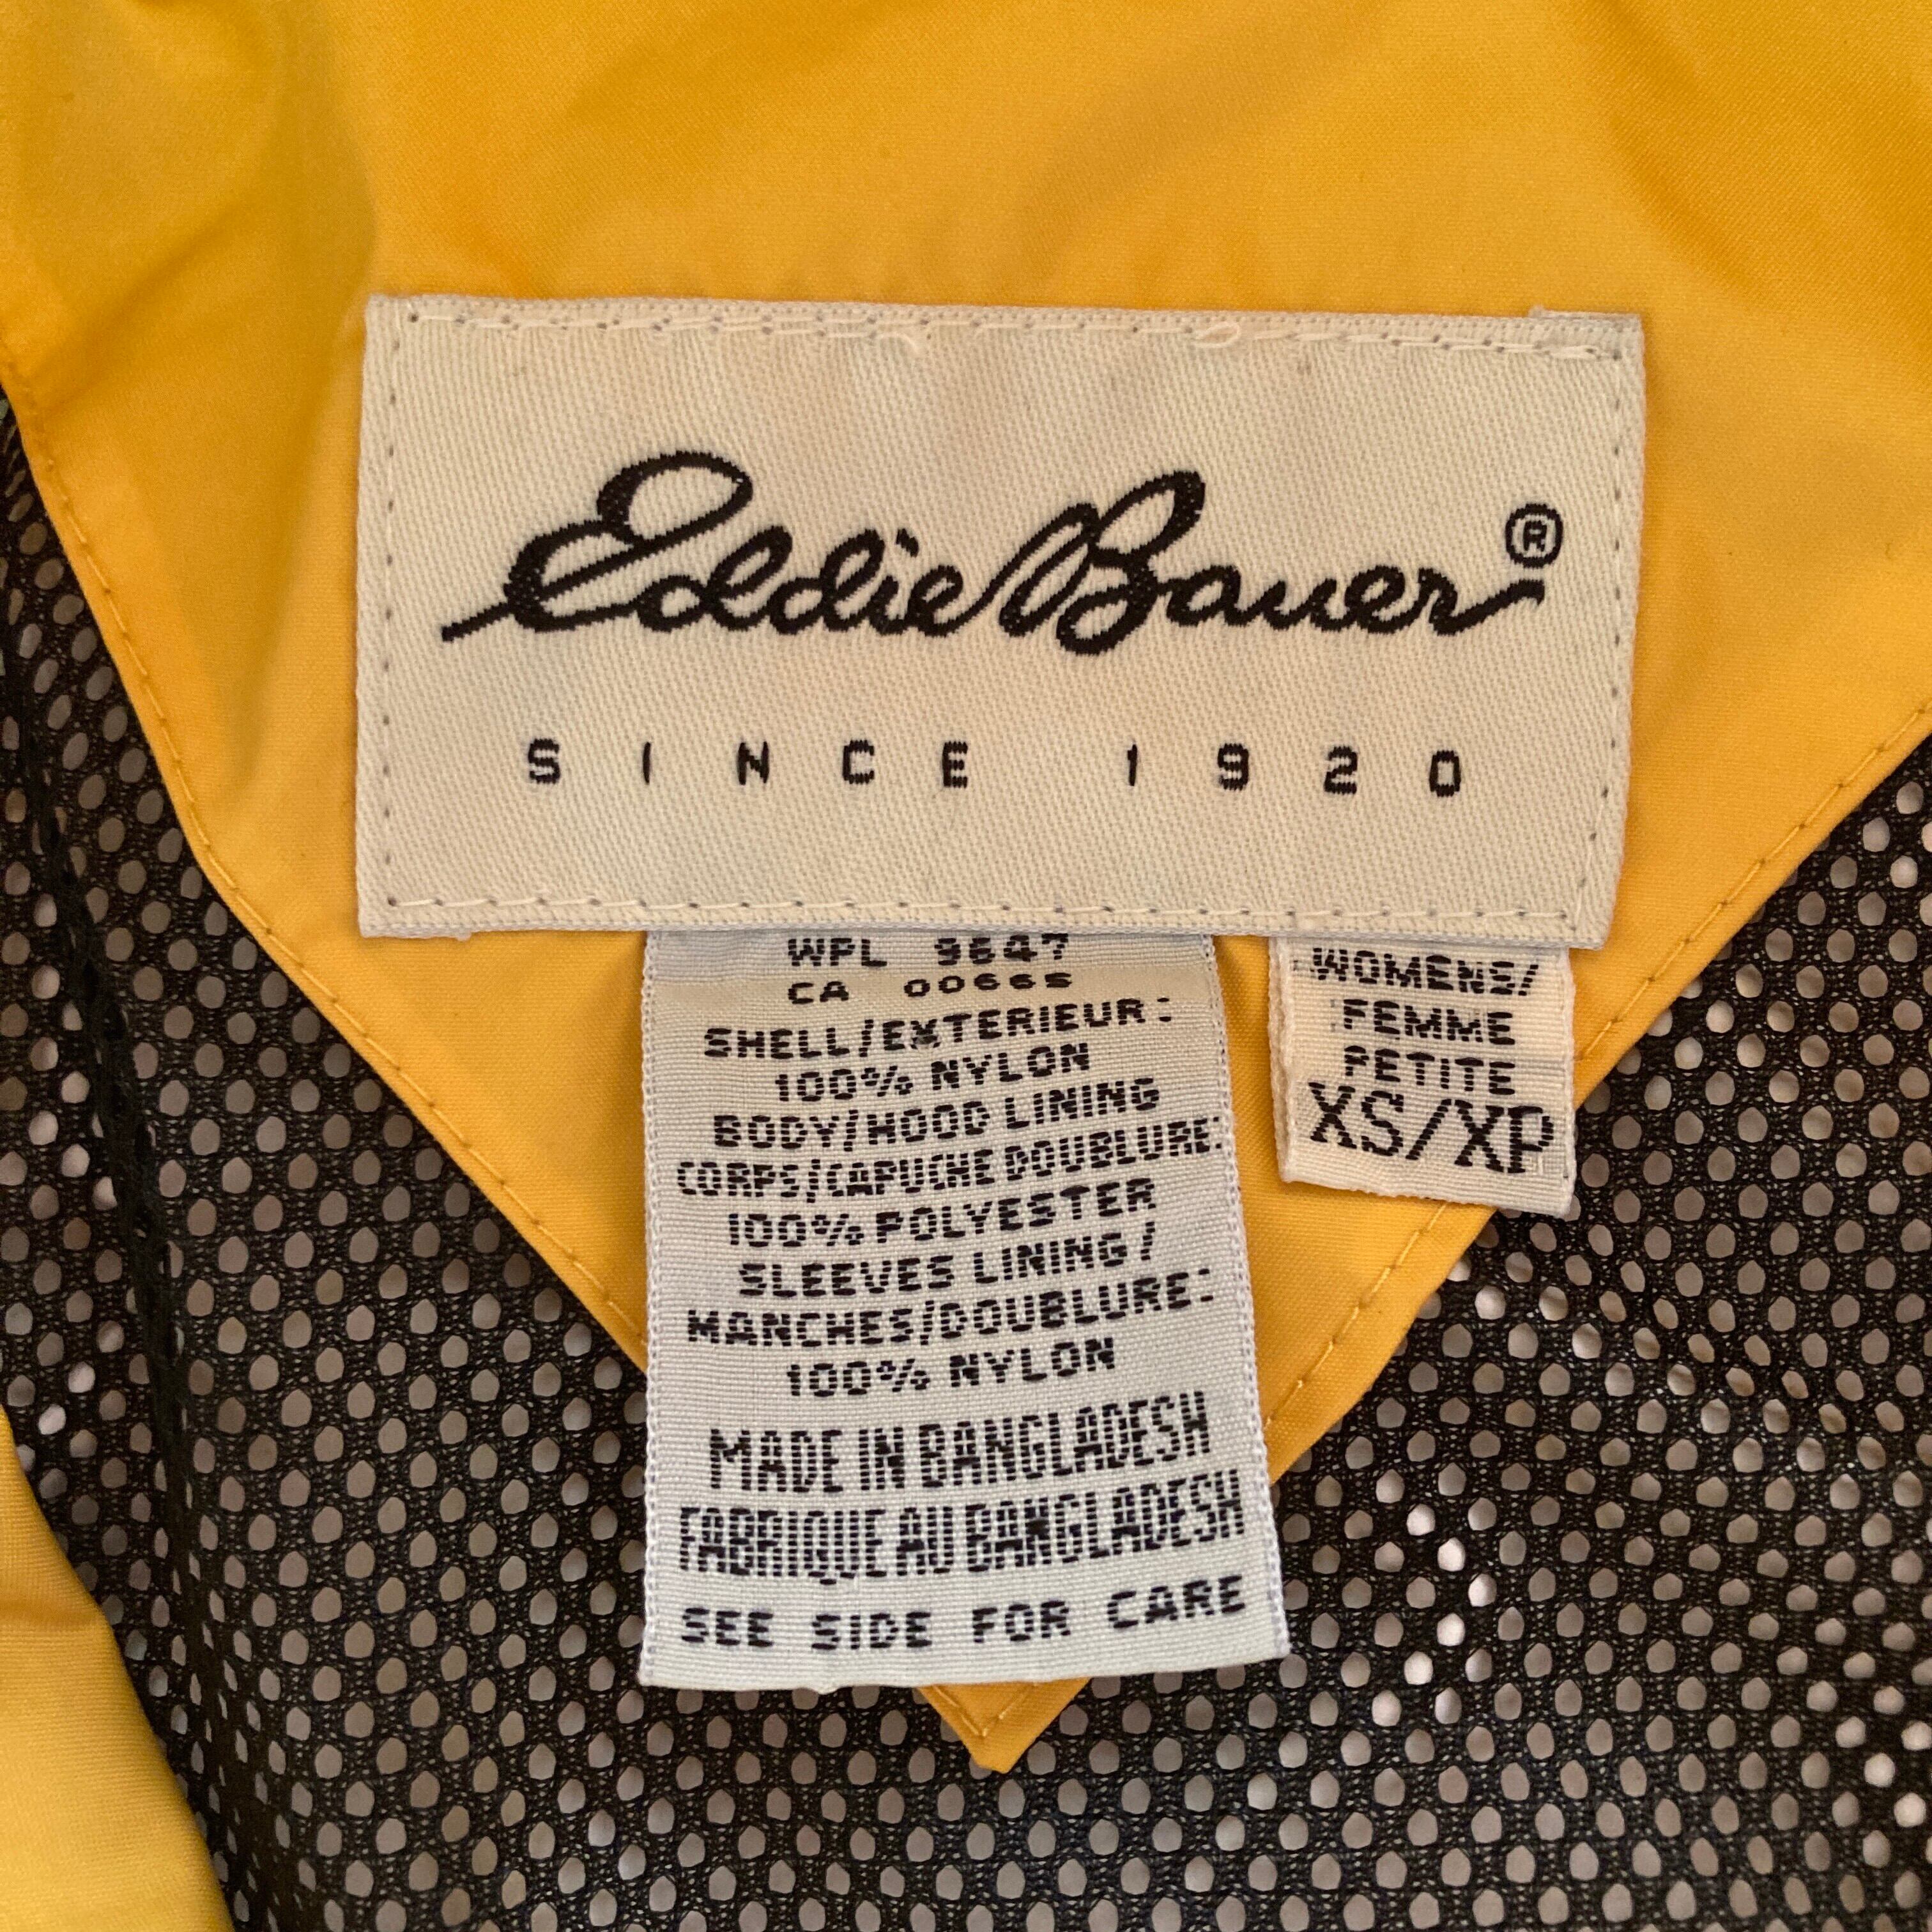 Eddie Bauer®
SINCE 1920
WPL 9647
CA 00665
SHELL/EXTERIEUR:
100% NYLON
BODY/HOOD LINING
CORPS/CAPUCHE DOUBLURE:
100% POLYESTER
SLEEVES LINING/
MANCHES/DOUBLURE:
100% NYLON
MADE IN BANGLADESH
FABRIQUE AU BANGLADESH
SEE SIDE FOR CARE
WOMENS/
FEMME
PETITE
XS/XP